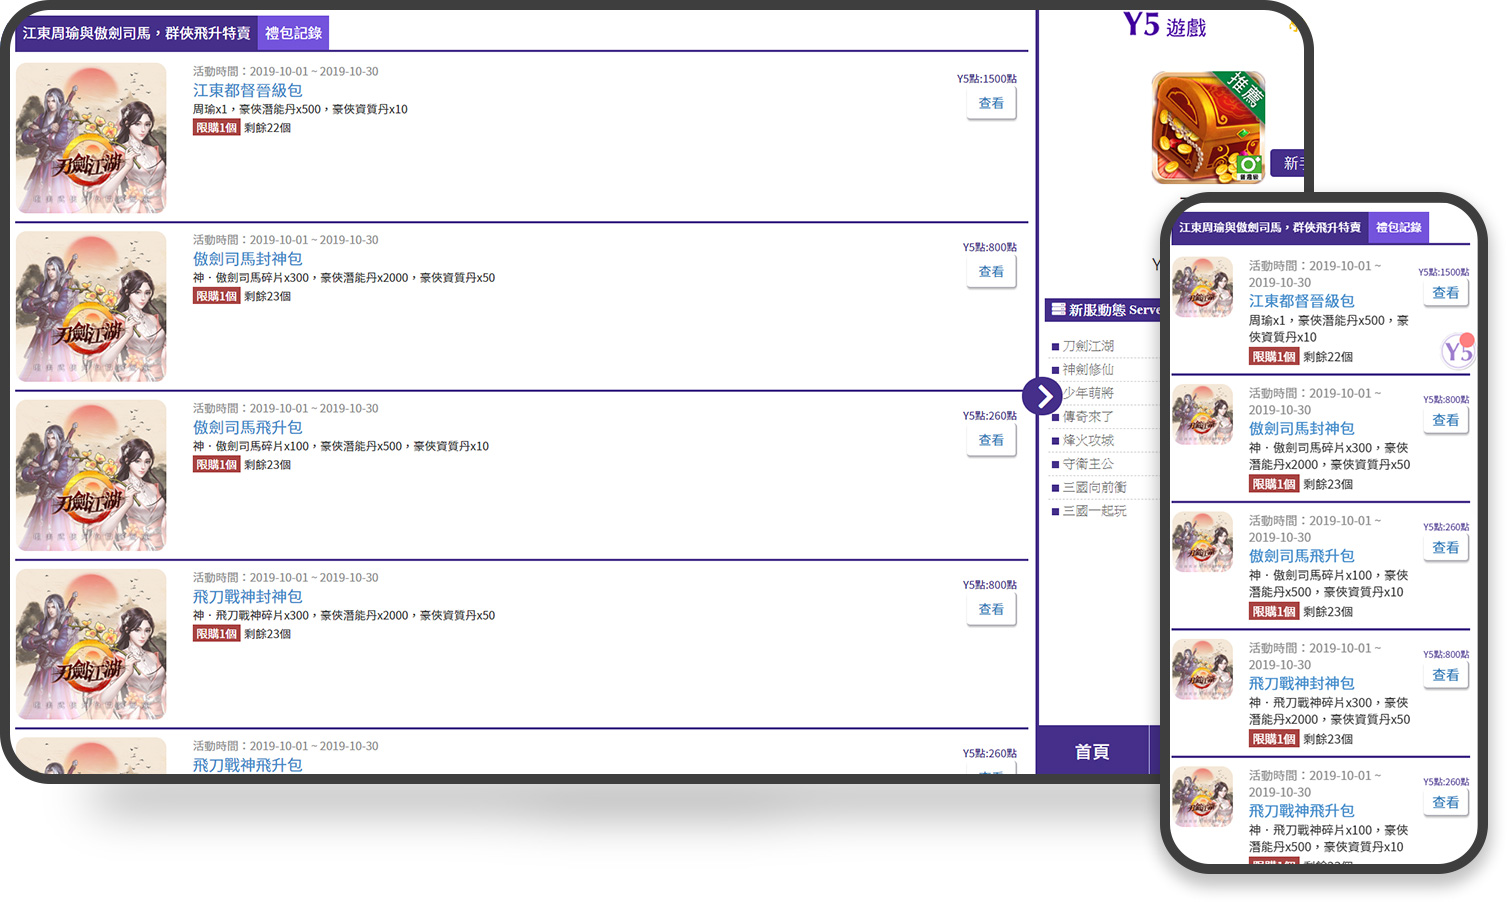 江東周瑜與傲劍司馬，群俠飛升特賣 禮包記錄
刀劍江湖
活動時間：2019-10-01 ~ 2019-10-30
江東都督晉級包
周瑜x1，豪俠潛能丹x500，豪俠資質丹x10
限購1個 剩餘22個
Y5點:1500點
查看
刀劍江湖
活動時間：2019-10-01 ~ 2019-10-30
傲劍司馬封神包
神．傲劍司馬碎片x300，豪俠潛能丹x2000，豪俠資質丹x50
限購1個 剩餘23個
Y5點:800點
查看
刀劍江湖
活動時間：2019-10-01 ~ 2019-10-30
傲劍司馬飛升包
神．傲劍司馬碎片x100，豪俠潛能丹x500，豪俠資質丹x10
限購1個 剩餘23個
Y5點:260點
查看
刀劍江湖
活動時間：2019-10-01 ~ 2019-10-30
飛刀戰神封神包
神．飛刀戰神碎片x300，豪俠潛能丹x2000，豪俠資質丹x50
限購1個 剩餘23個
Y5點:800點
查看
活動時間：2019-10-01 ~ 2019-10-30
飛刀戰神飛升包
Y5點:260點
Y5 遊戲
推薦
新服動態 Serve
刀劍江湖
神劍修仙
少年萌將
傳奇來了
烽火攻城
守衛主公
三國向前衝
三國一起玩
首頁
江東周瑜與傲劍司馬，群俠飛升特賣 禮包記錄
活動時間：2019-10-01 ~
2019-10-30
江東都督晉級包
周瑜x1，豪俠潛能丹x500，豪
俠資質丹x10
限購1個 剩餘22個
Y5點:1500點
查看
Y5
活動時間：2019-10-01 ~
2019-10-30
傲劍司馬封神包
神．傲劍司馬碎片x300，豪俠
潛能丹x2000，豪俠資質丹x50
限購1個 剩餘23個
Y5點:800點
查看
活動時間：2019-10-01 ~
2019-10-30
傲劍司馬飛升包
神．傲劍司馬碎片x100，豪俠
潛能丹x500，豪俠資質丹x10
限購1個 剩餘23個
Y5點:260點
查看
活動時間：2019-10-01 ~
2019-10-30
飛刀戰神封神包
神．飛刀戰神碎片x300，豪俠
潛能丹x2000，豪俠資質丹x50
限購1個 剩餘23個
Y5點:800點
查看
活動時間：2019-10-01 ~
2019-10-30
飛刀戰神飛升包
神．飛刀戰神碎片x100，豪俠
潛能丹x500，豪俠資質丹x10
Y5點:260點
查看